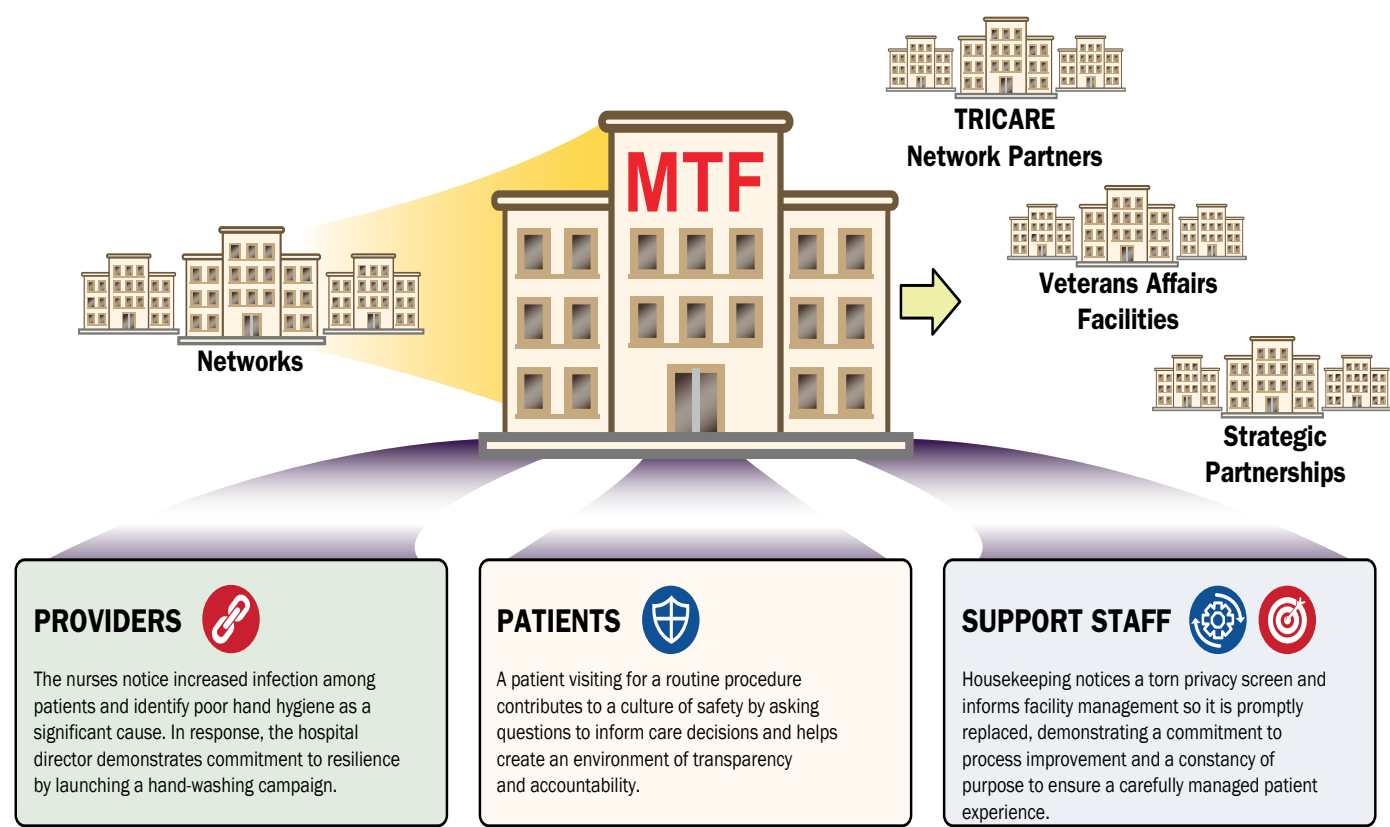 MTF
Networks
TRICARE
Network Partners
Veterans Affairs
Facilities
Strategic
Partnerships
PROVIDERS
The nurses notice increased infection among
patients and identify poor hand hygiene as a
significant cause. In response, the hospital
director demonstrates commitment to resilience
by launching a hand-washing campaign.
PATIENTS
A patient visiting for a routine procedure
contributes to a culture of safety by asking
questions to inform care decisions and helps
create an environment of transparency
and accountability.
SUPPORT STAFF
Housekeeping notices a torn privacy screen and
informs facility management so it is promptly
replaced, demonstrating a commitment to
process improvement and a constancy of
purpose to ensure a carefully managed patient
experience.